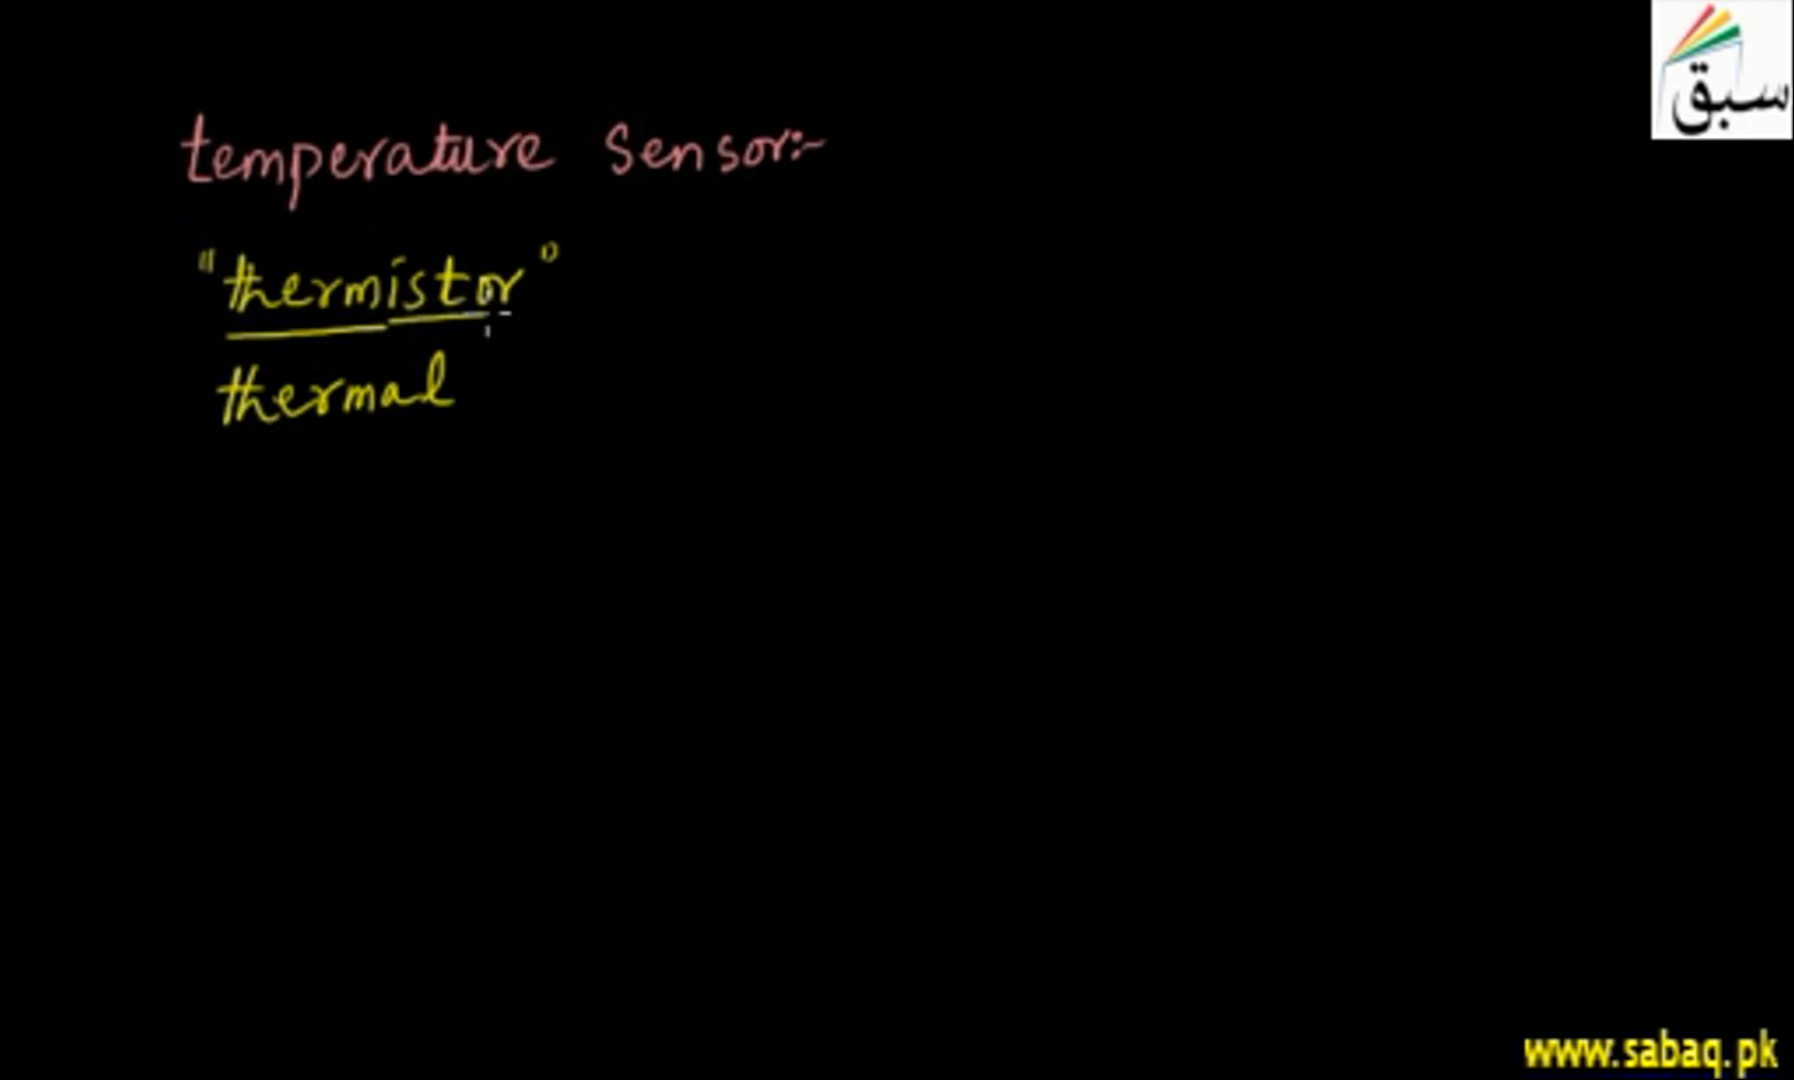 سبق
temperature sensor:-
"thermistor"
thermal
www.sabaq.pk